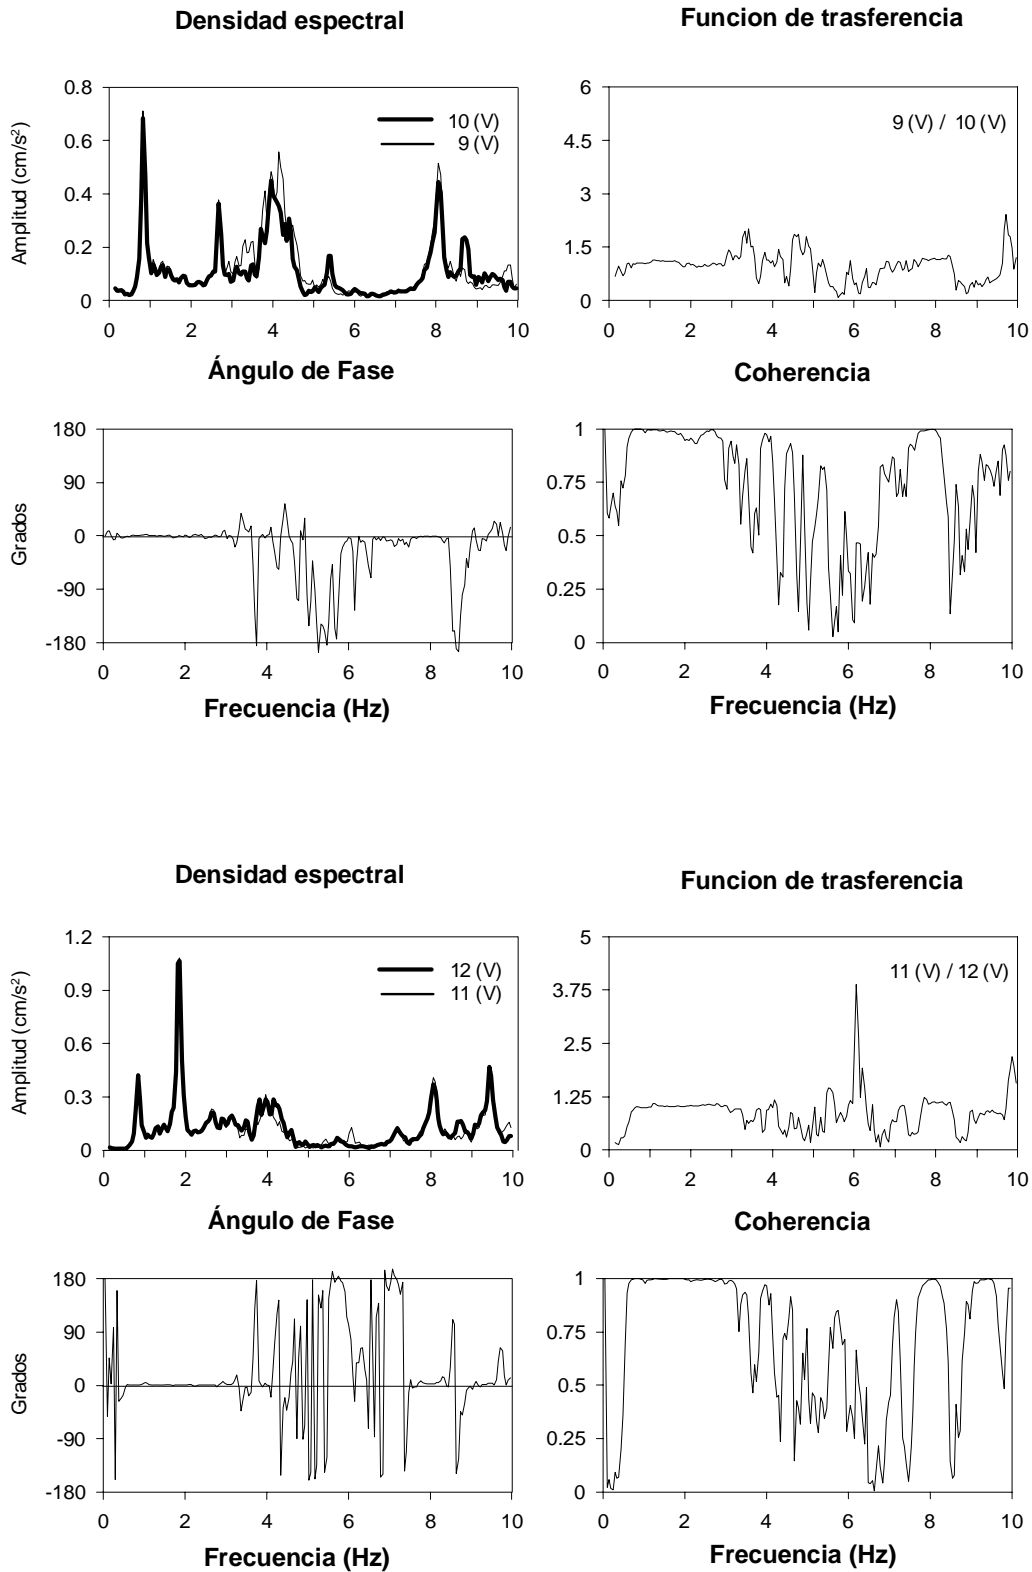 Densidad espectral
Funcion de trasferencia
0.8
0.6
0.4
0.2
0
Amplitud (cm/s²)
10 (V)
9 (V)
0 2 4 6 8 10
6
4.5
3
1.5
0
9 (V) / 10 (V)
0 2 4 6 8 10
Ángulo de Fase
Coherencia
180
90
0
-90
-180
Grados
0 2 4 6 8 10
Frecuencia (Hz)
1
0.75
0.5
0.25
0
0 2 4 6 8 10
Frecuencia (Hz)
Densidad espectral
Funcion de trasferencia
1.2
0.9
0.6
0.3
0
Amplitud (cm/s²)
12 (V)
11 (V)
0 2 4 6 8 10
5
3.75
2.5
1.25
0
11 (V) / 12 (V)
0 2 4 6 8 10
Ángulo de Fase
Coherencia
180
90
0
-90
-180
Grados
0 2 4 6 8 10
Frecuencia (Hz)
1
0.75
0.5
0.25
0
0 2 4 6 8 10
Frecuencia (Hz)